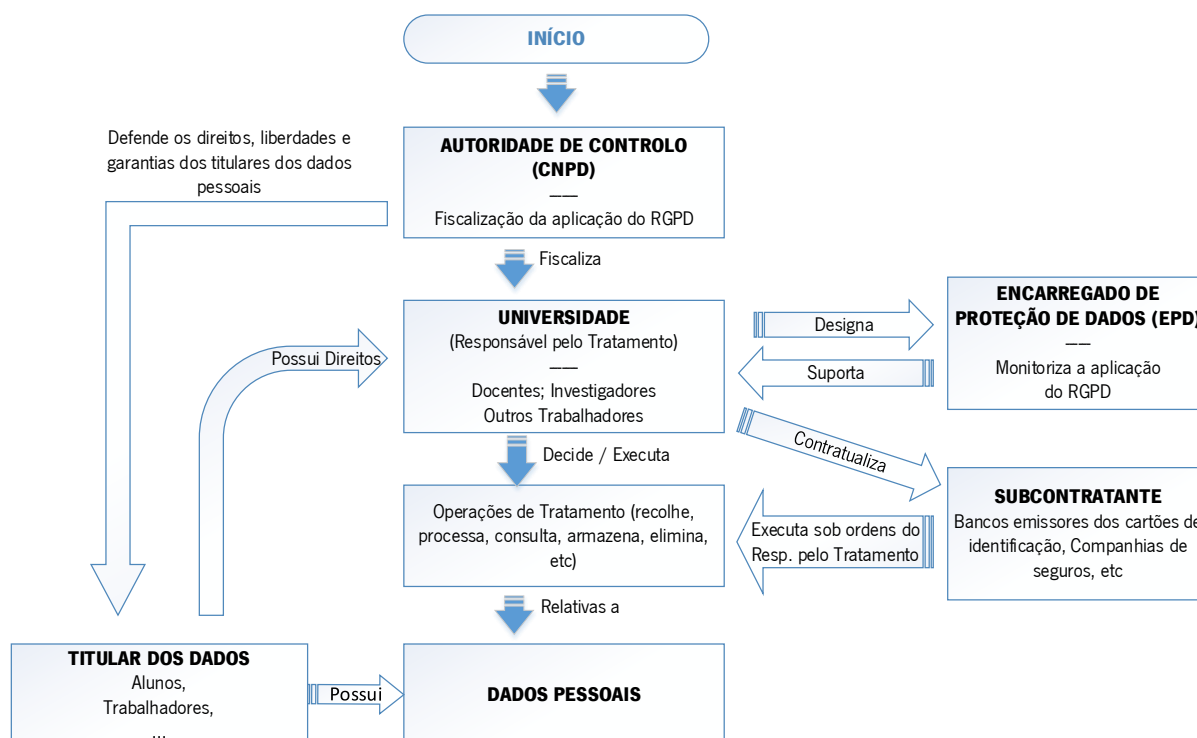 INÍCIO
Defende os direitos, liberdades e
garantias dos titulares dos dados
pessoais
AUTORIDADE DE CONTROLO
(CNPD)
Fiscalização da aplicação do RGPD
Fiscaliza
UNIVERSIDADE
(Responsável pelo Tratamento)
Docentes; Investigadores
Outros Trabalhadores
Possui Direitos
Designa
Suporta
ENCARREGADO DE
PROTEÇÃO DE DADOS (EPD)
Monitoriza a aplicação
do RGPD
Contratualiza
Decide / Executa
Operações de Tratamento (recolhe,
processa, consulta, armazena, elimina,
etc)
Executa sob ordens do
Resp. pelo Tratamento
SUBCONTRATANTE
Bancos emissores dos cartões de
identificação, Companhias de
seguros, etc
Relativas a
TITULAR DOS DADOS
Alunos,
Trabalhadores,
...
Possui
DADOS PESSOAIS